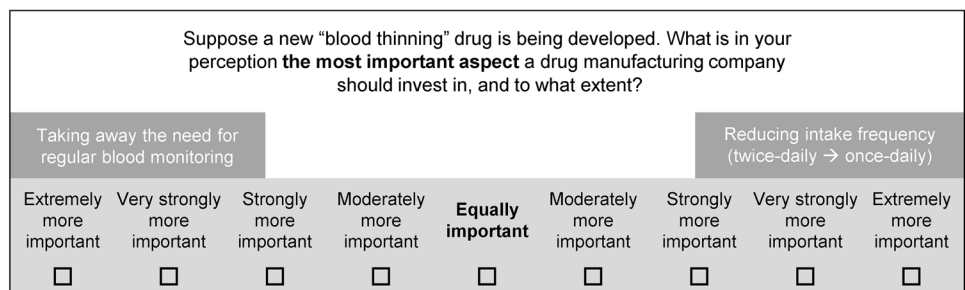 Suppose a new “blood thinning” drug is being developed. What is in your
perception the most important aspect a drug manufacturing company
should invest in, and to what extent?
Taking away the need for
regular blood monitoring
Reducing intake frequency
(twice-daily → once-daily)
Extremely
more
important
Very strongly
more
important
Strongly
more
important
Moderately
more
important
Equally
important
Moderately
more
important
Strongly
more
important
Very strongly
more
important
Extremely
more
important